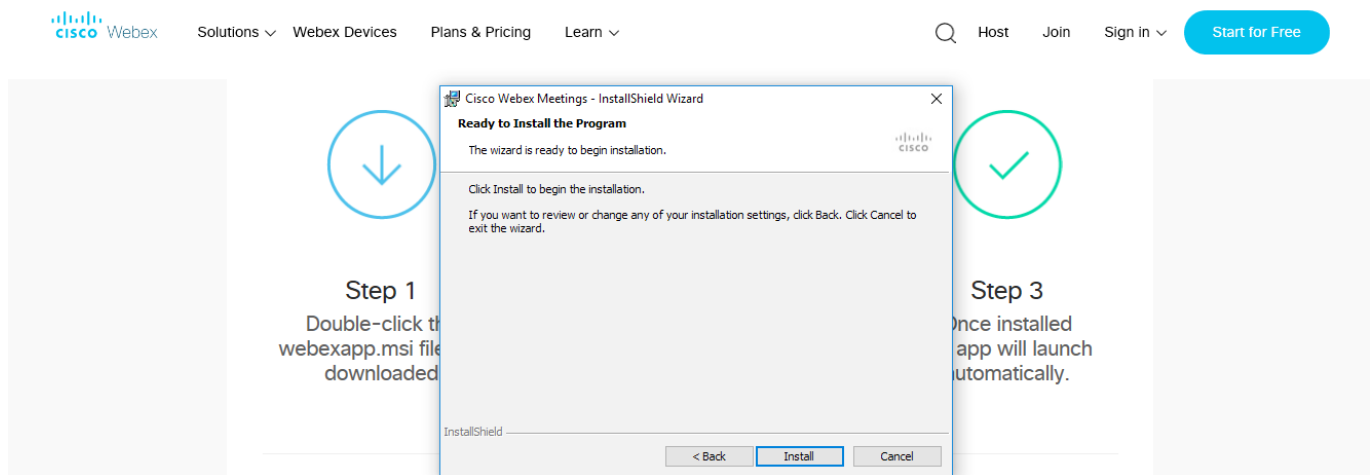 cisco Webex Solutions Webex Devices Plans & Pricing Learn Host Join Sign in Start for Free
Cisco Webex Meetings - InstallShield Wizard
Ready to Install the Program
The wizard is ready to begin installation.
CISCO
Click Install to begin the installation.
If you want to review or change any of your installation settings, click Back. Click Cancel to
exit the wizard.
InstallShield
< Back Install Cancel
Step 1
Double-click
webexapp.msi file
downloaded
Step 3
installed
app will launch